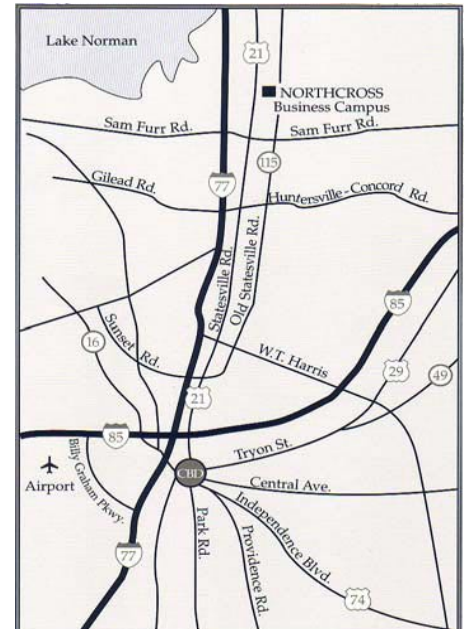 Lake Norman
21
NORTHCROSS
Business Campus
Sam Furr Rd.
Sam Furr Rd.
115
Gilead Rd.
77
Huntersville-Concord Rd.
Statesville Rd.
Old Statesville Rd.
85
16
Sunset Rd.
W.T. Harris
29
49
21
85
Tryon St.
CBD
Airport
Billy Graham Pkwy.
Central Ave.
Independence Blvd.
Park Rd.
Providence Rd.
77
74